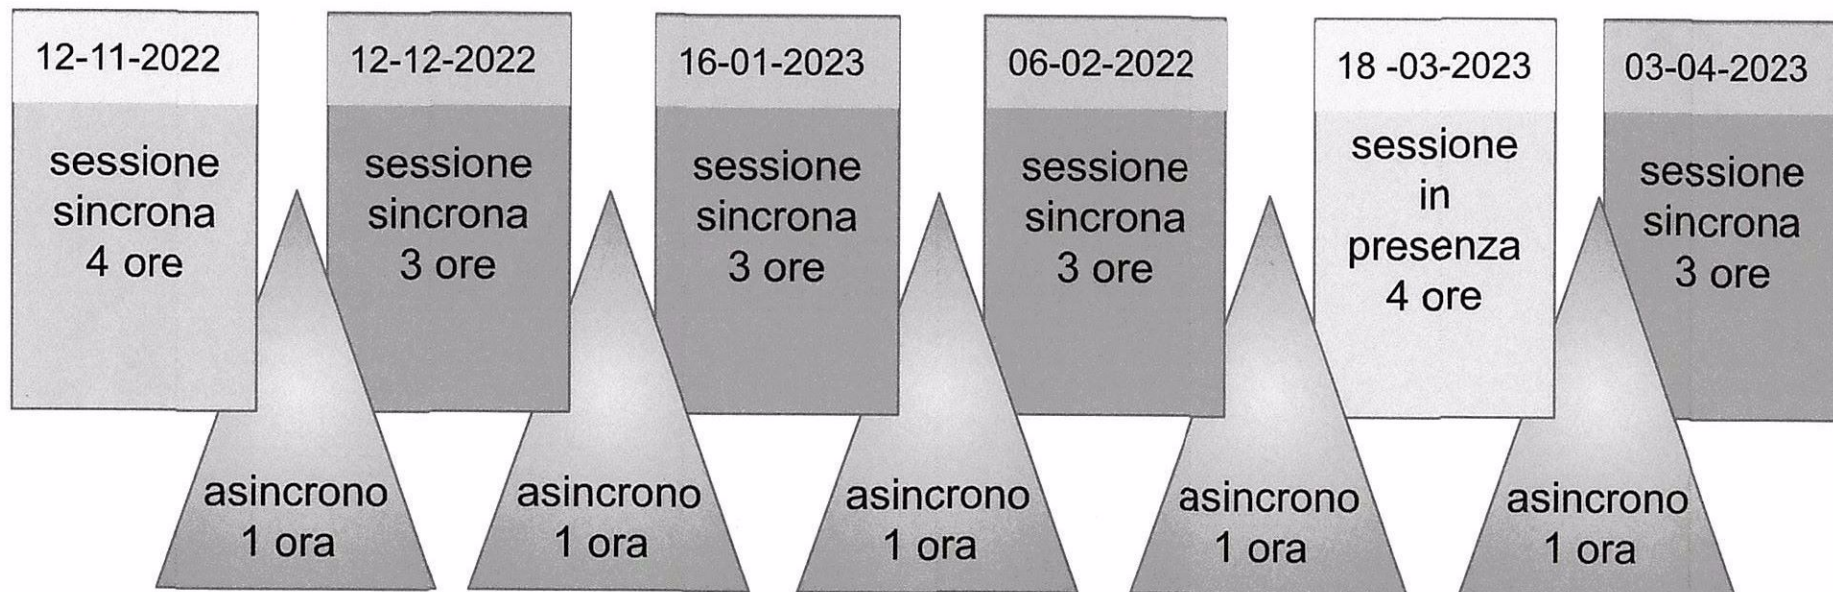 12-11-2022
sessione
sincrona
4 ore
12-12-2022
sessione
sincrona
3 ore
16-01-2023
sessione
sincrona
3 ore
06-02-2022
sessione
sincrona
3 ore
18 -03-2023
sessione
in
presenza
4 ore
03-04-2023
sessione
sincrona
3 ore
asincrono
1 ora
asincrono
1 ora
asincrono
1 ora
asincrono
1 ora
asincrono
1 ora